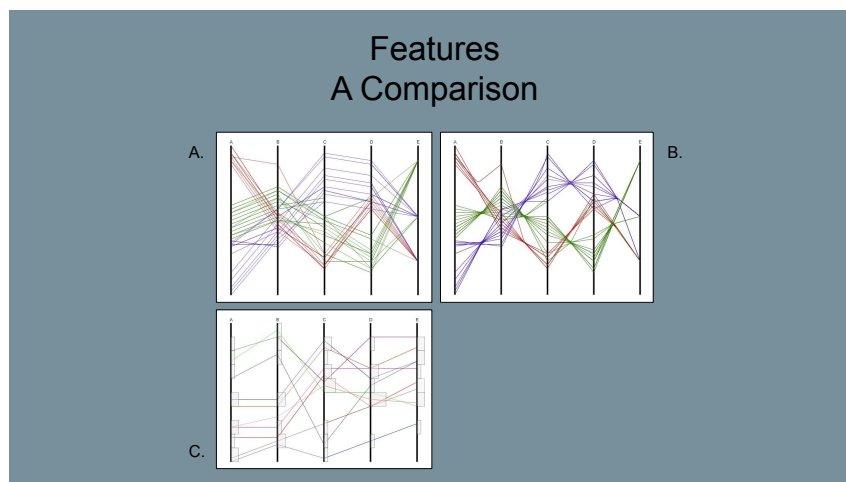 Features
A Comparison
A.
A B C D E
A B C D E
B.
A B C D E
C.